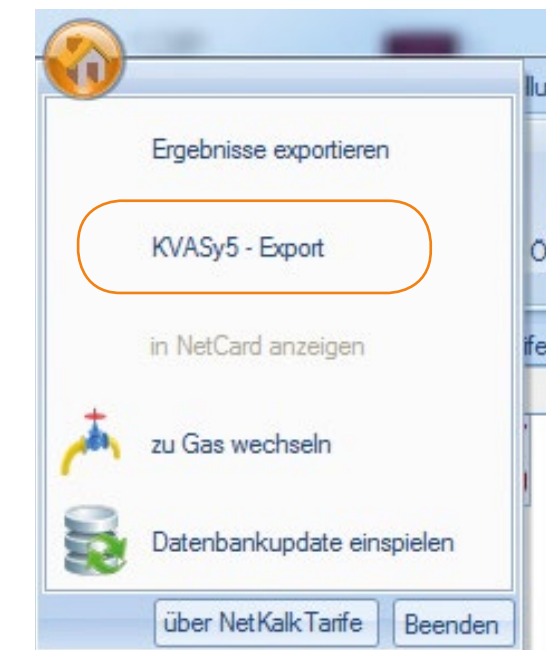 Ergebnisse exportieren
KVASy5 - Export
in NetCard anzeigen
zu Gas wechseln
Datenbankupdate einspielen
über NetKalkTarife
Beenden